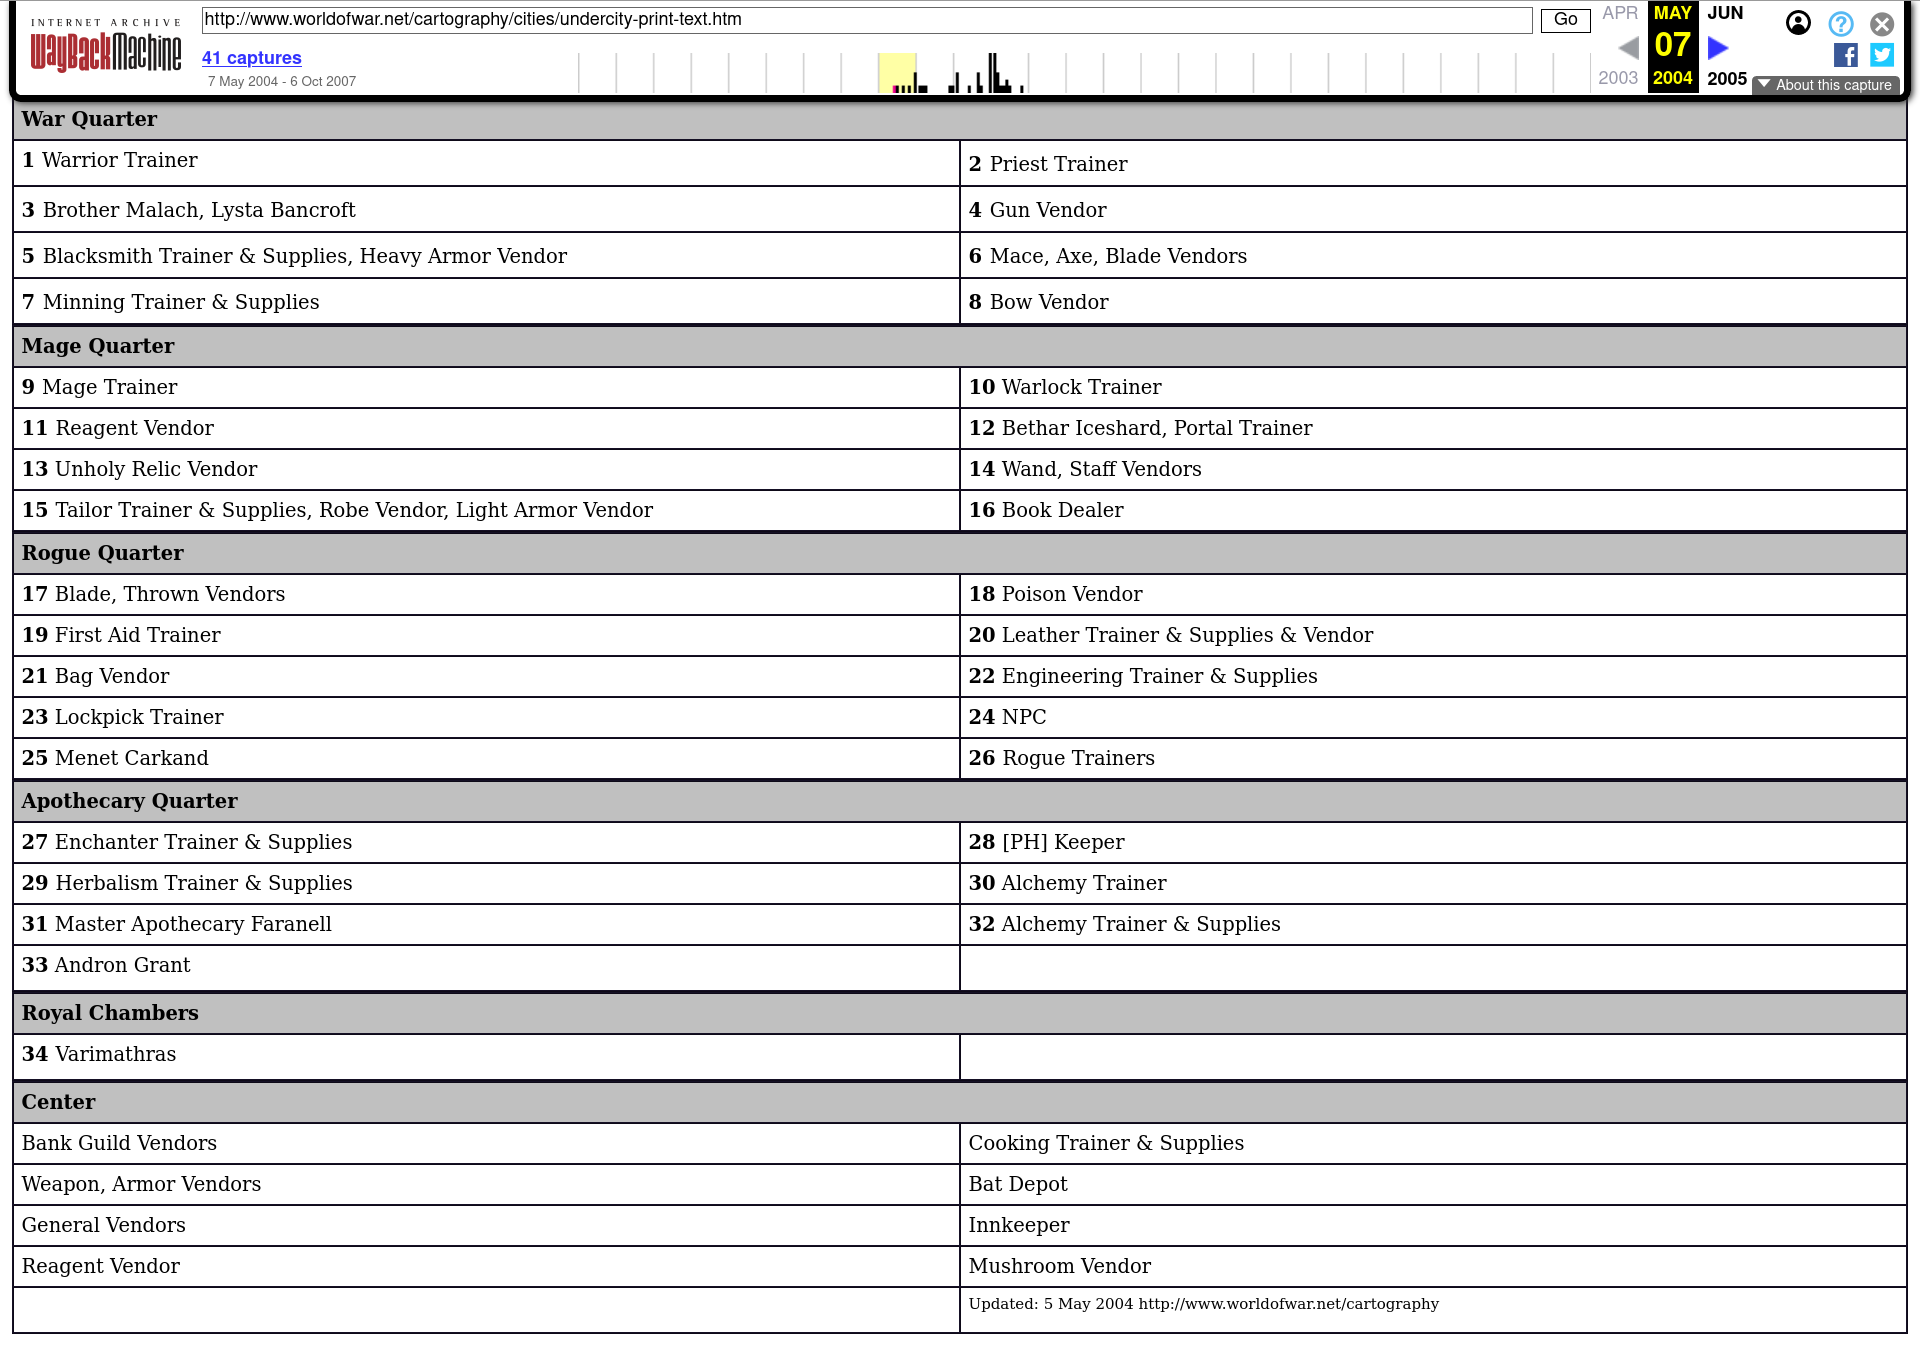 INTERNET ARCHIVE
WayBackMachine
http://www.worldofwar.net/cartography/cities/undercity-print-text.htm
Go
APR
MAY
JUN
41 captures
07
7 May 2004 - 6 Oct 2007
2003
2004
2005
About this capture
War Quarter
1 Warrior Trainer
2 Priest Trainer
3 Brother Malach, Lysta Bancroft
4 Gun Vendor
5 Blacksmith Trainer & Supplies, Heavy Armor Vendor
6 Mace, Axe, Blade Vendors
7 Minning Trainer & Supplies
8 Bow Vendor
Mage Quarter
9 Mage Trainer
10 Warlock Trainer
11 Reagent Vendor
12 Bethar Iceshard, Portal Trainer
13 Unholy Relic Vendor
14 Wand, Staff Vendors
15 Tailor Trainer & Supplies, Robe Vendor, Light Armor Vendor
16 Book Dealer
Rogue Quarter
17 Blade, Thrown Vendors
18 Poison Vendor
19 First Aid Trainer
20 Leather Trainer & Supplies & Vendor
21 Bag Vendor
22 Engineering Trainer & Supplies
23 Lockpick Trainer
24 NPC
25 Menet Carkand
26 Rogue Trainers
Apothecary Quarter
27 Enchanter Trainer & Supplies
28 [PH] Keeper
29 Herbalism Trainer & Supplies
30 Alchemy Trainer
31 Master Apothecary Faranell
32 Alchemy Trainer & Supplies
33 Andron Grant
Royal Chambers
34 Varimathras
Center
Bank Guild Vendors
Cooking Trainer & Supplies
Weapon, Armor Vendors
Bat Depot
General Vendors
Innkeeper
Reagent Vendor
Mushroom Vendor
Updated: 5 May 2004 http://www.worldofwar.net/cartography